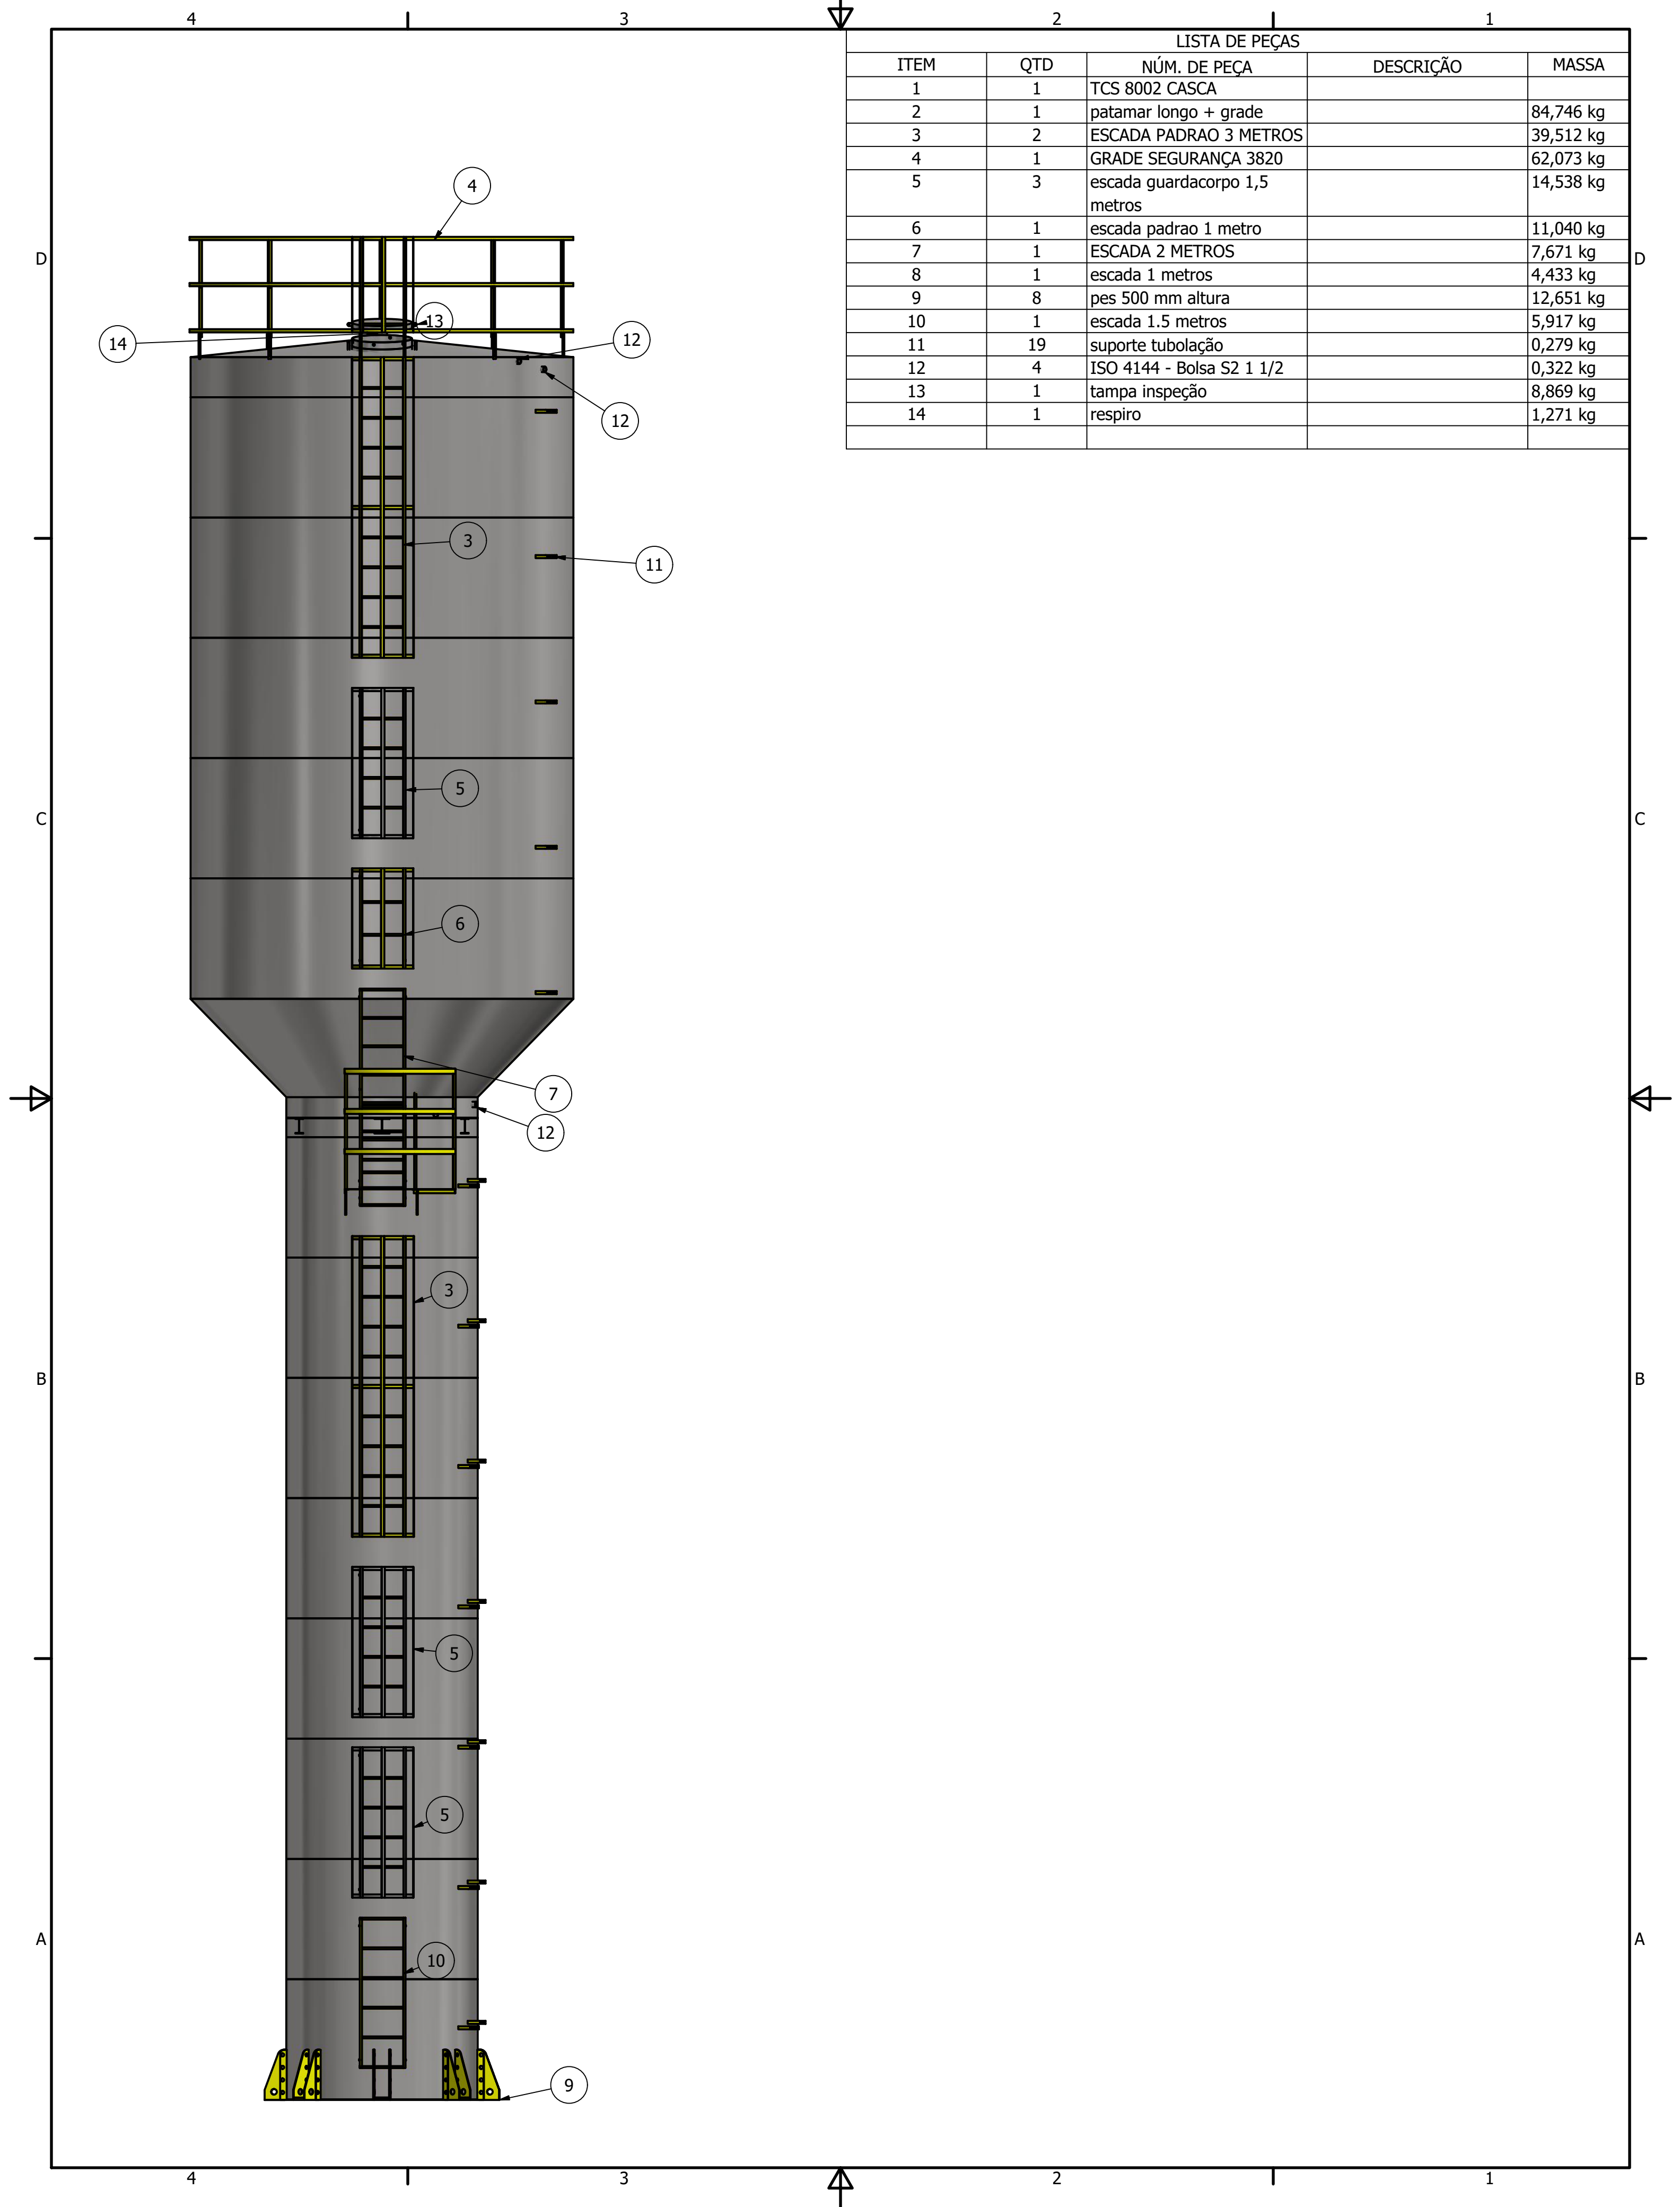 4 3 2 1
LISTA DE PEÇAS
ITEM QTD NÚM. DE PEÇA DESCRIÇÃO MASSA
1 1 TCS 8002 CASCA
2 1 patamar longo + grade 84,746 kg
3 2 ESCADA PADRAO 3 METROS 39,512 kg
4 1 GRADE SEGURANÇA 3820 62,073 kg
5 3 escada guardacorpo 1,5 14,538 kg
metros
6 1 escada padrao 1 metro 11,040 kg
7 1 ESCADA 2 METROS 7,671 kg
8 1 escada 1 metros 4,433 kg
9 8 pes 500 mm altura 12,651 kg
10 1 escada 1.5 metros 5,917 kg
11 19 suporte tubolação 0,279 kg
12 4 ISO 4144 - Bolsa S2 1 1/2 0,322 kg
13 1 tampa inspeção 8,869 kg
14 1 respiro 1,271 kg
4
D D
13
14 12
12
3
11
5
C C
6
7
12
3
B B
5
5
A A
10
9
4 3 2 1